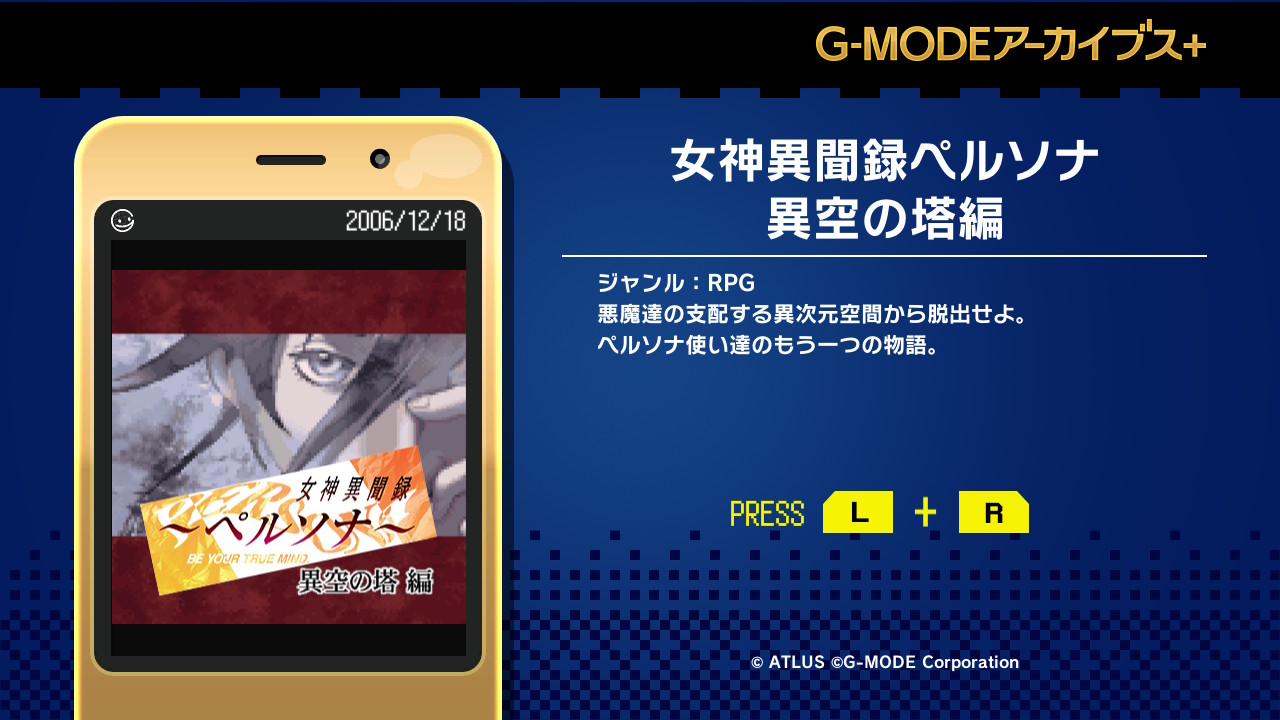 G-MODEアーカイブス+
2006/12/18
女神異聞録
～ペルソナ～
BE YOUR TRUE MIND
異空の塔 編
女神異聞録ペルソナ
異空の塔編
ジャンル：RPG
悪魔達の支配する異次元空間から脱出せよ。
ペルソナ使い達のもう一つの物語。
PRESS L + R
© ATLUS ©G-MODE Corporation